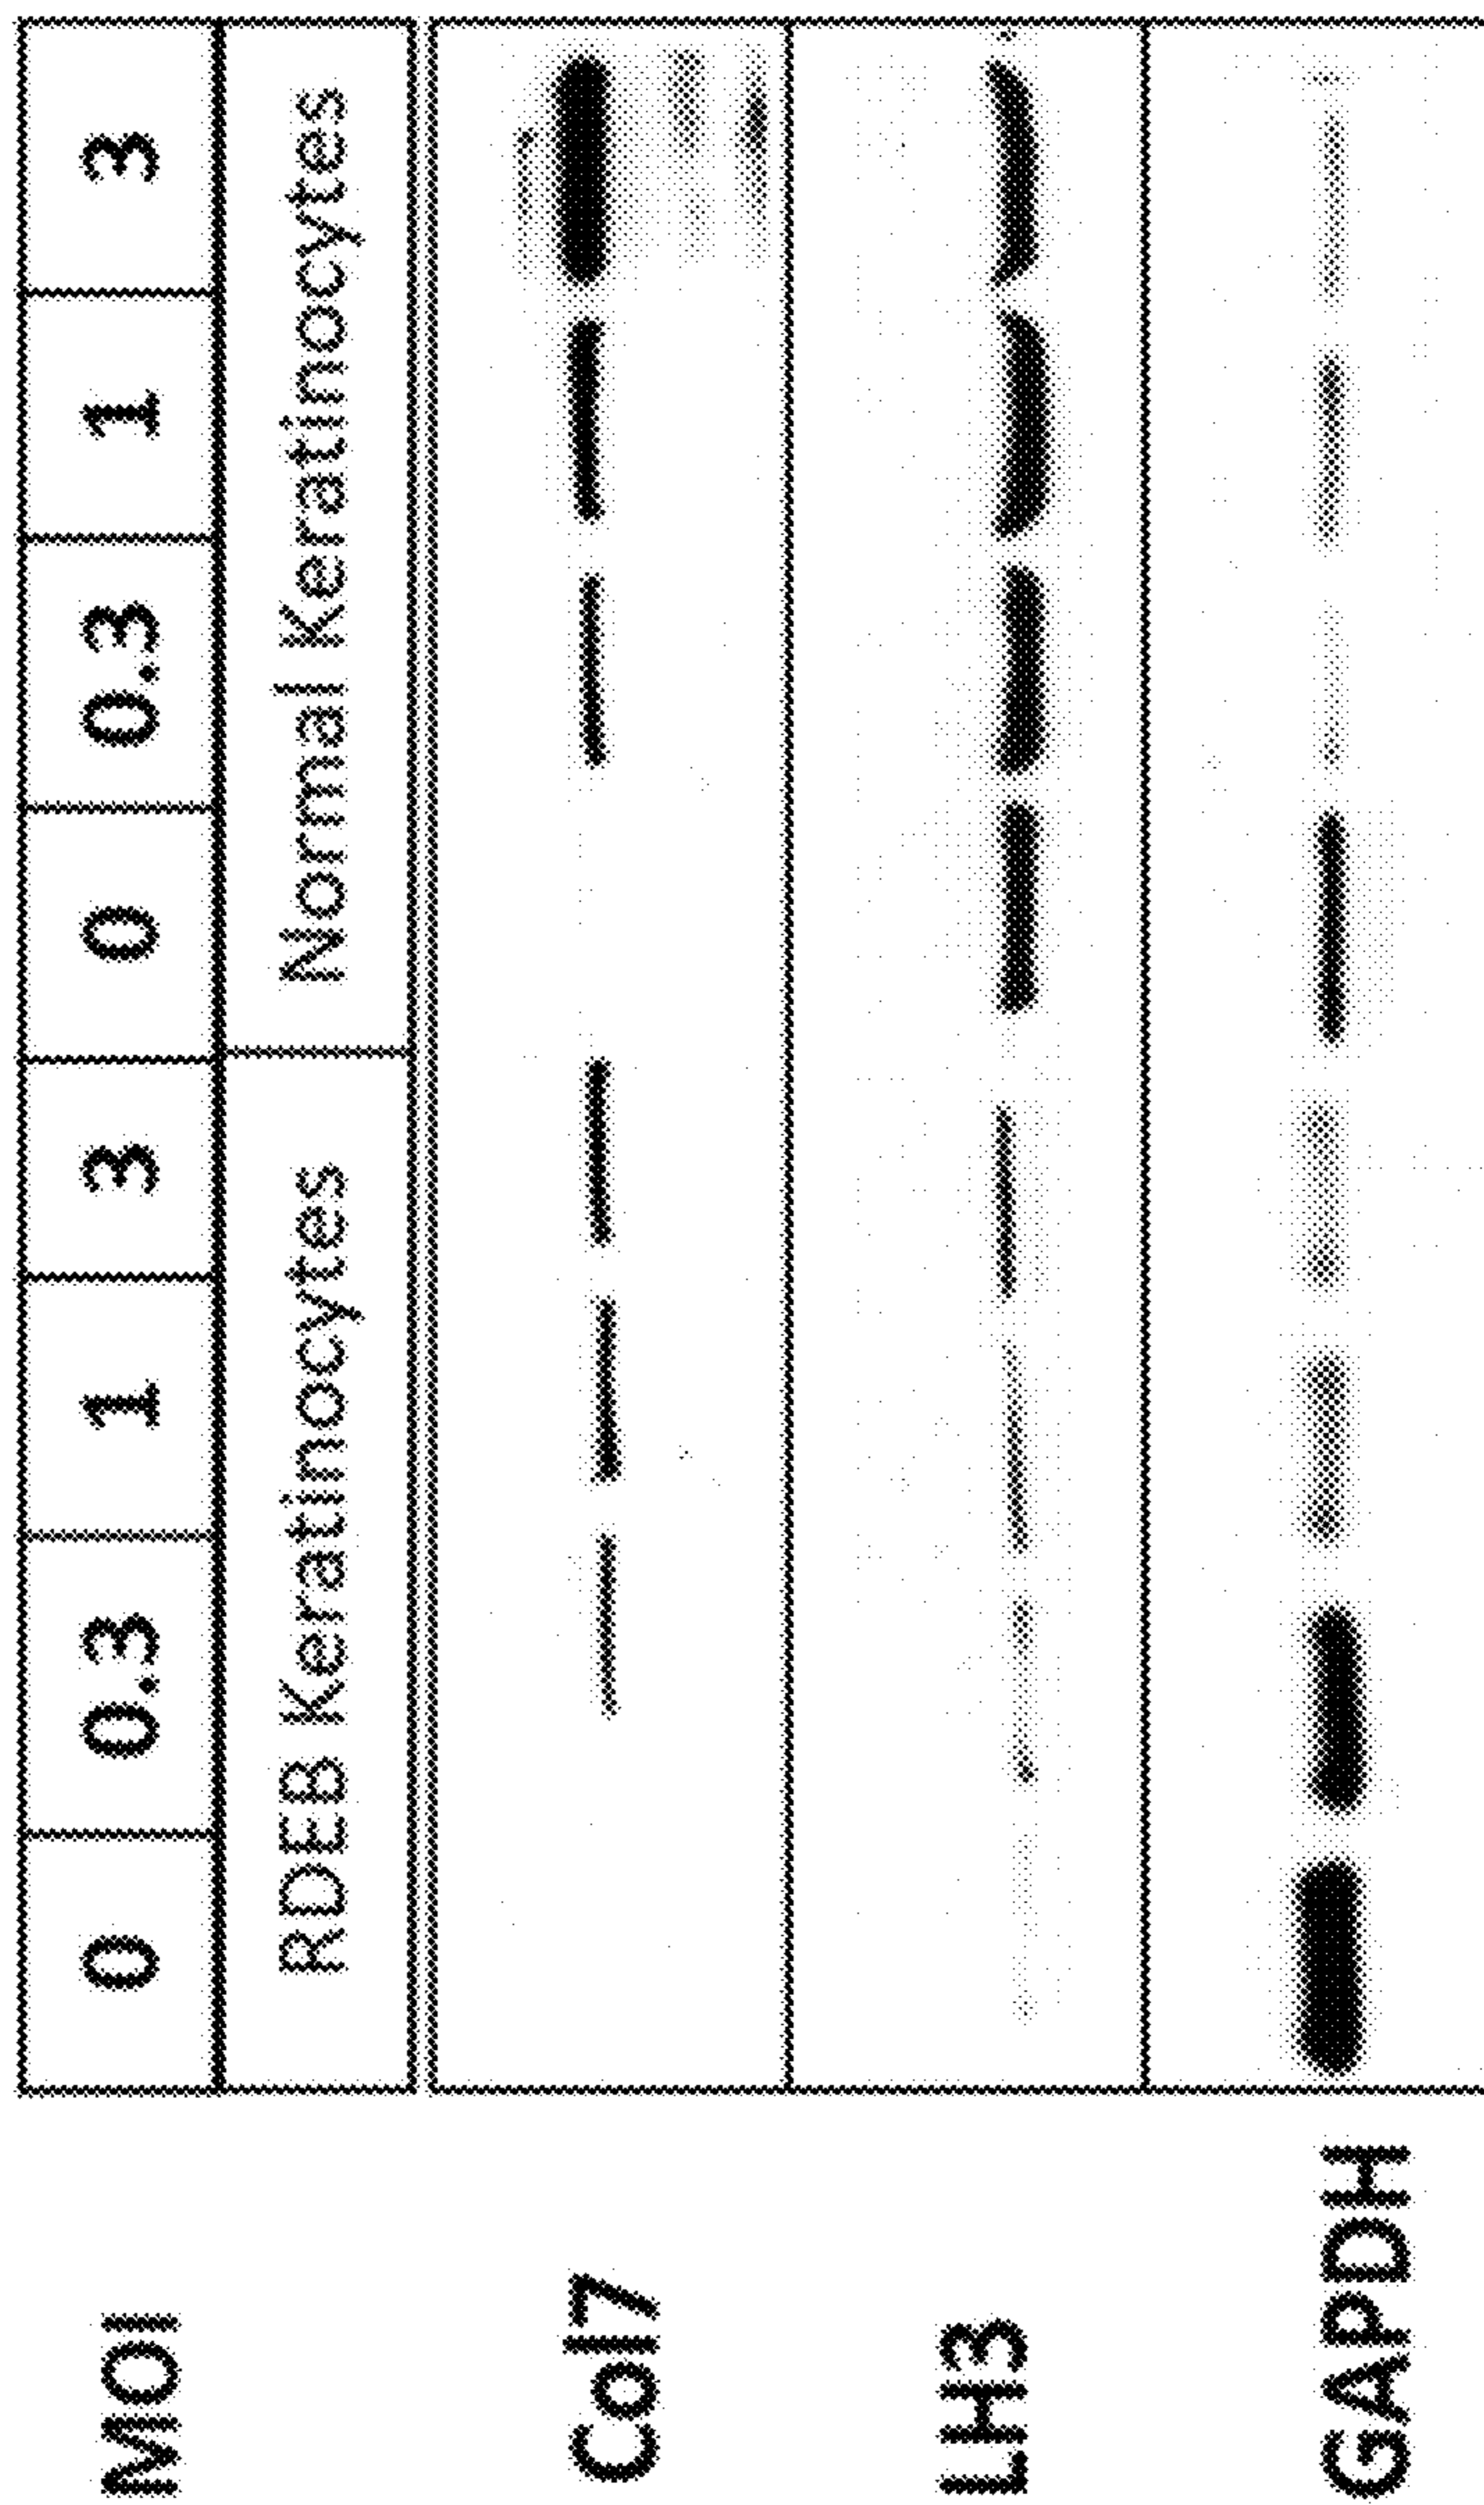 MOI 0 0.3 1 3 0 0.3 1 3
RDEB Keratinocytes Normal Keratinocytes
Col7
LH3
GAPDH